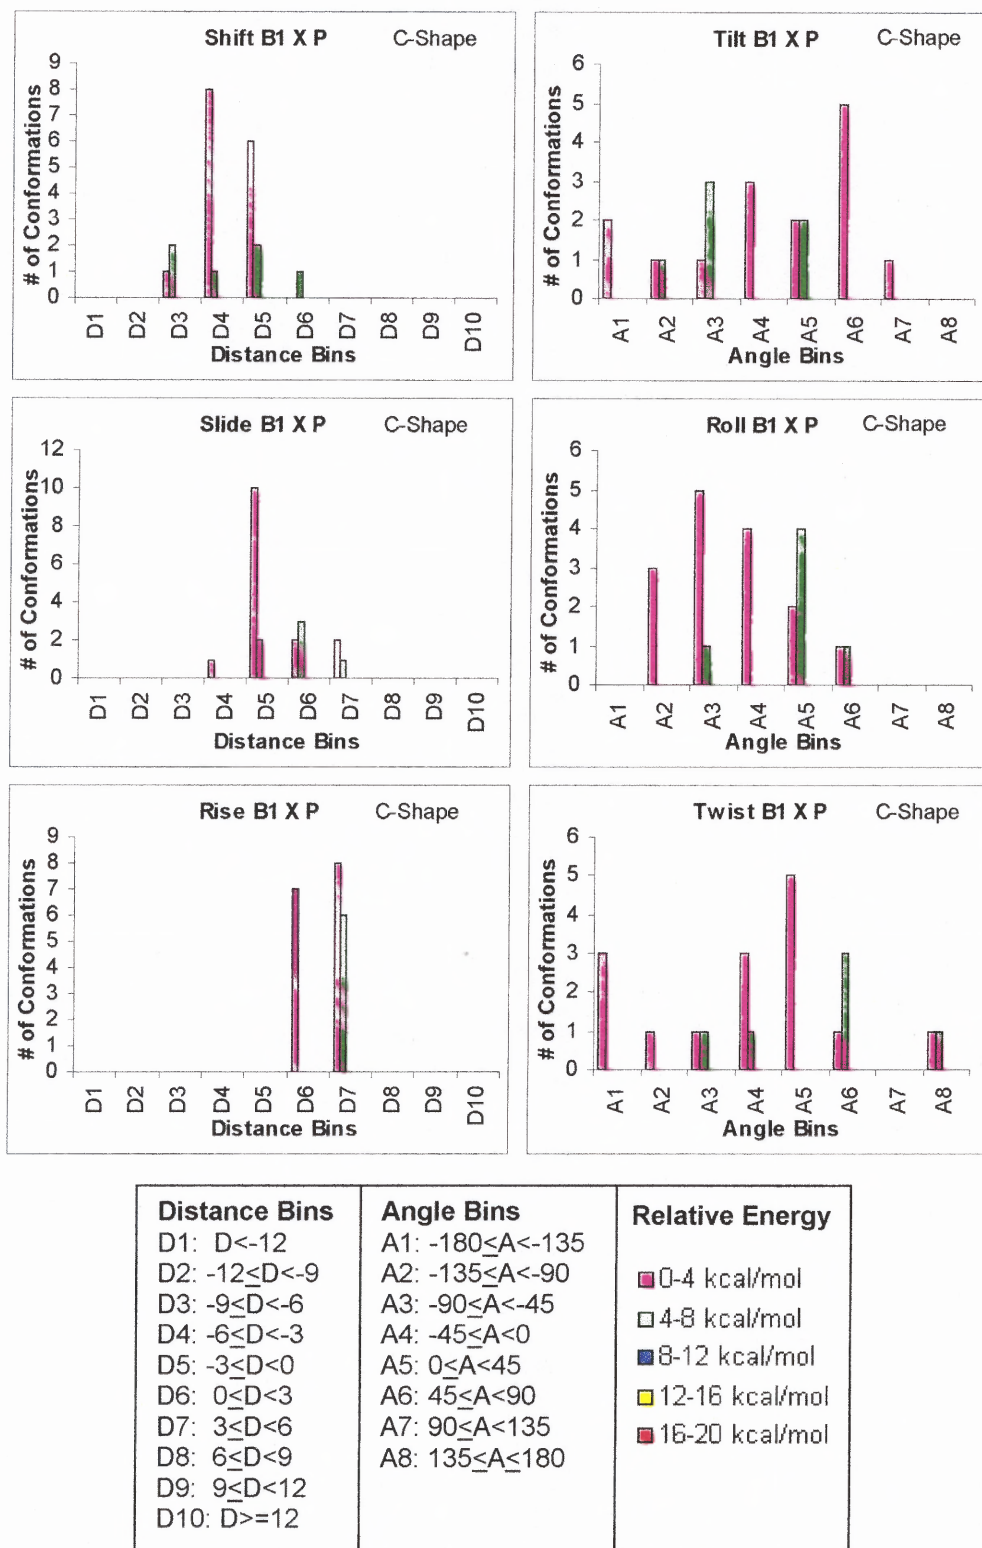 Shift B1 X P C-Shape
# of Conformations
9
8
7
6
5
4
3
2
1
0
D1 D2 D3 D4 D5 D6 D7 D8 D9 D10
Distance Bins
Tilt B1 X P C-Shape
# of Conformations
6
5
4
3
2
1
0
A1 A2 A3 A4 A5 A6 A7 A8
Angle Bins
Slide B1 X P C-Shape
# of Conformations
12
10
8
6
4
2
0
D1 D2 D3 D4 D5 D6 D7 D8 D9 D10
Distance Bins
Roll B1 X P C-Shape
# of Conformations
6
5
4
3
2
1
0
A1 A2 A3 A4 A5 A6 A7 A8
Angle Bins
Rise B1 X P C-Shape
# of Conformations
9
8
7
6
5
4
3
2
1
0
D1 D2 D3 D4 D5 D6 D7 D8 D9 D10
Distance Bins
Twist B1 X P C-Shape
# of Conformations
6
5
4
3
2
1
0
A1 A2 A3 A4 A5 A6 A7 A8
Angle Bins
Distance Bins
D1: D<-12
D2: -12≤D<-9
D3: -9≤D<-6
D4: -6≤D<-3
D5: -3≤D<0
D6: 0≤D<3
D7: 3≤D<6
D8: 6≤D<9
D9: 9≤D<12
D10: D>=12
Angle Bins
A1: -180≤A<-135
A2: -135≤A<-90
A3: -90≤A<-45
A4: -45≤A<0
A5: 0≤A<45
A6: 45≤A<90
A7: 90≤A<135
A8: 135≤A≤180
Relative Energy
0-4 kcal/mol
4-8 kcal/mol
8-12 kcal/mol
12-16 kcal/mol
16-20 kcal/mol